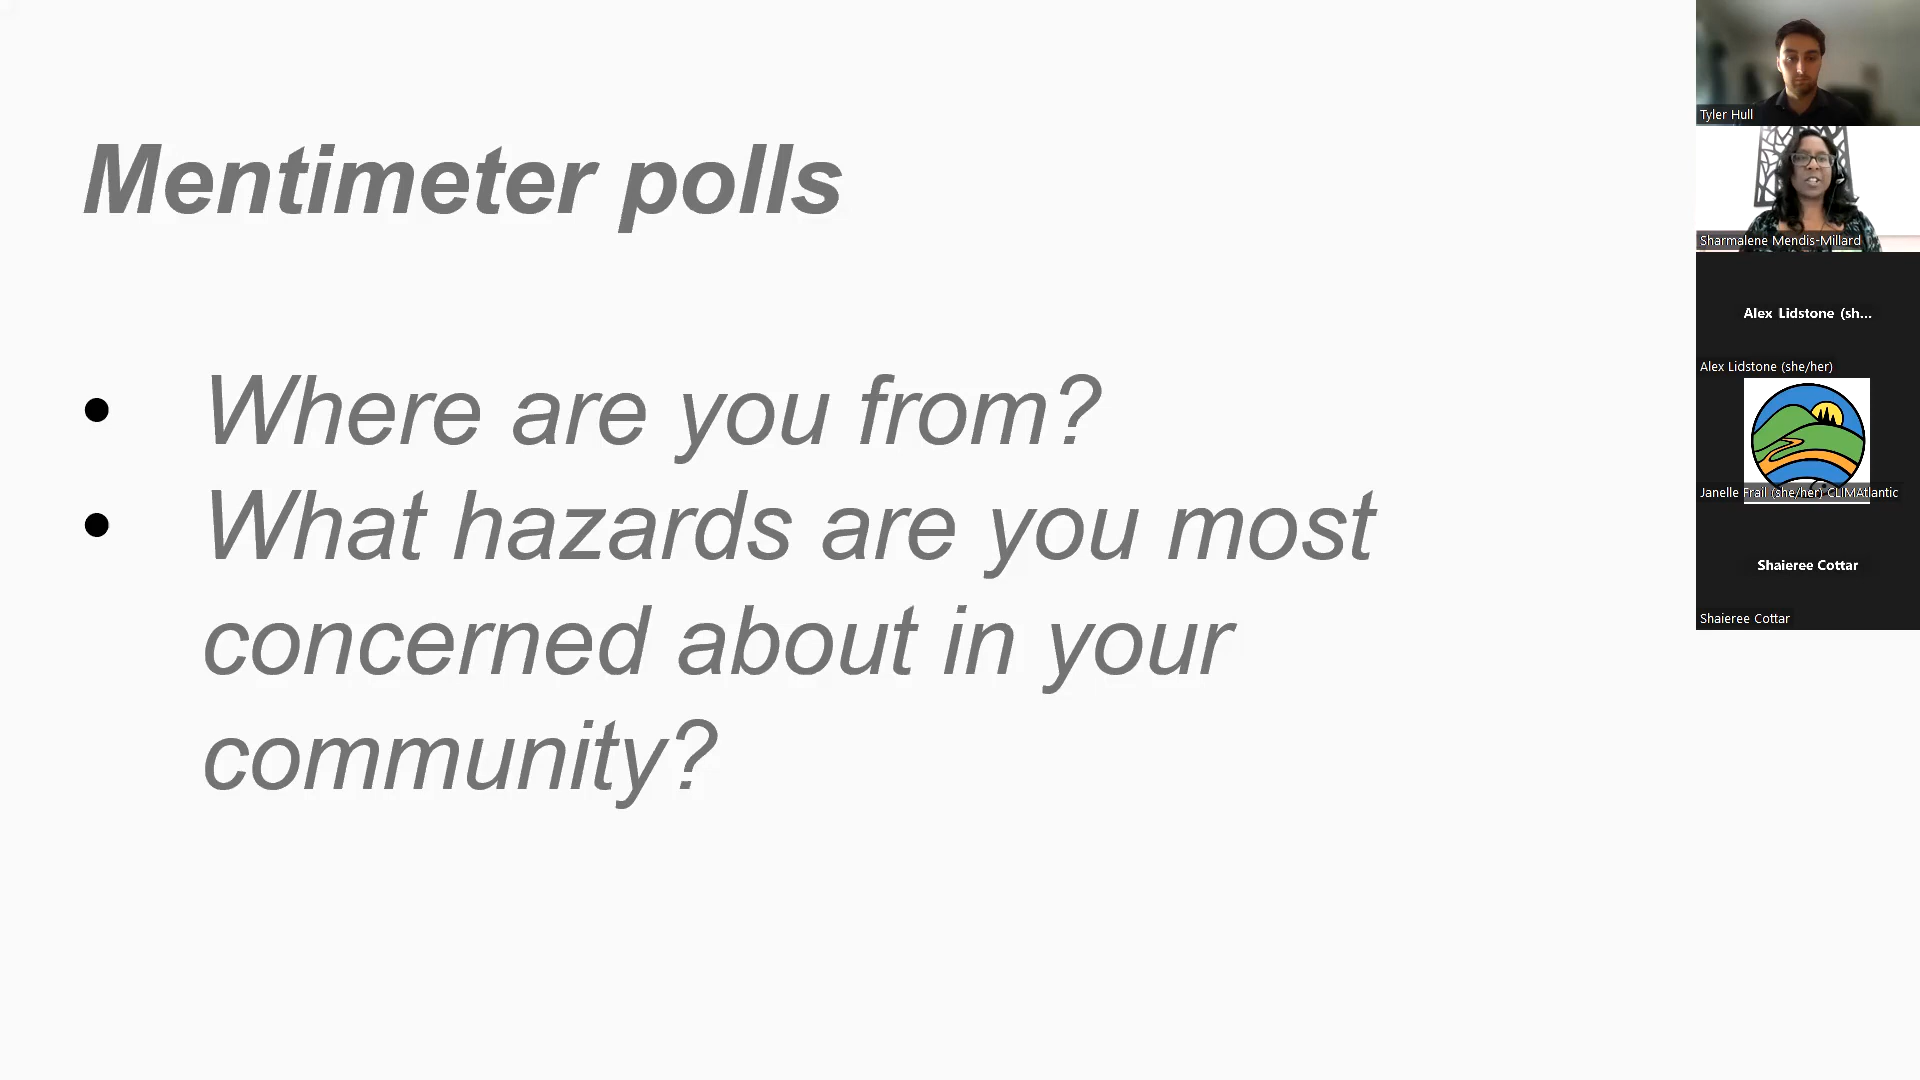 Mentimeter polls
• Where are you from?
• What hazards are you most
concerned about in your
community?
Tyler Hull
Sharmalene Mendis-Millard
Alex Lidstone (sh...
Alex Lidstone (she/her)
Janelle Frail (she/her) CLIMAtlantic
Shaieree Cottar
Shaieree Cottar